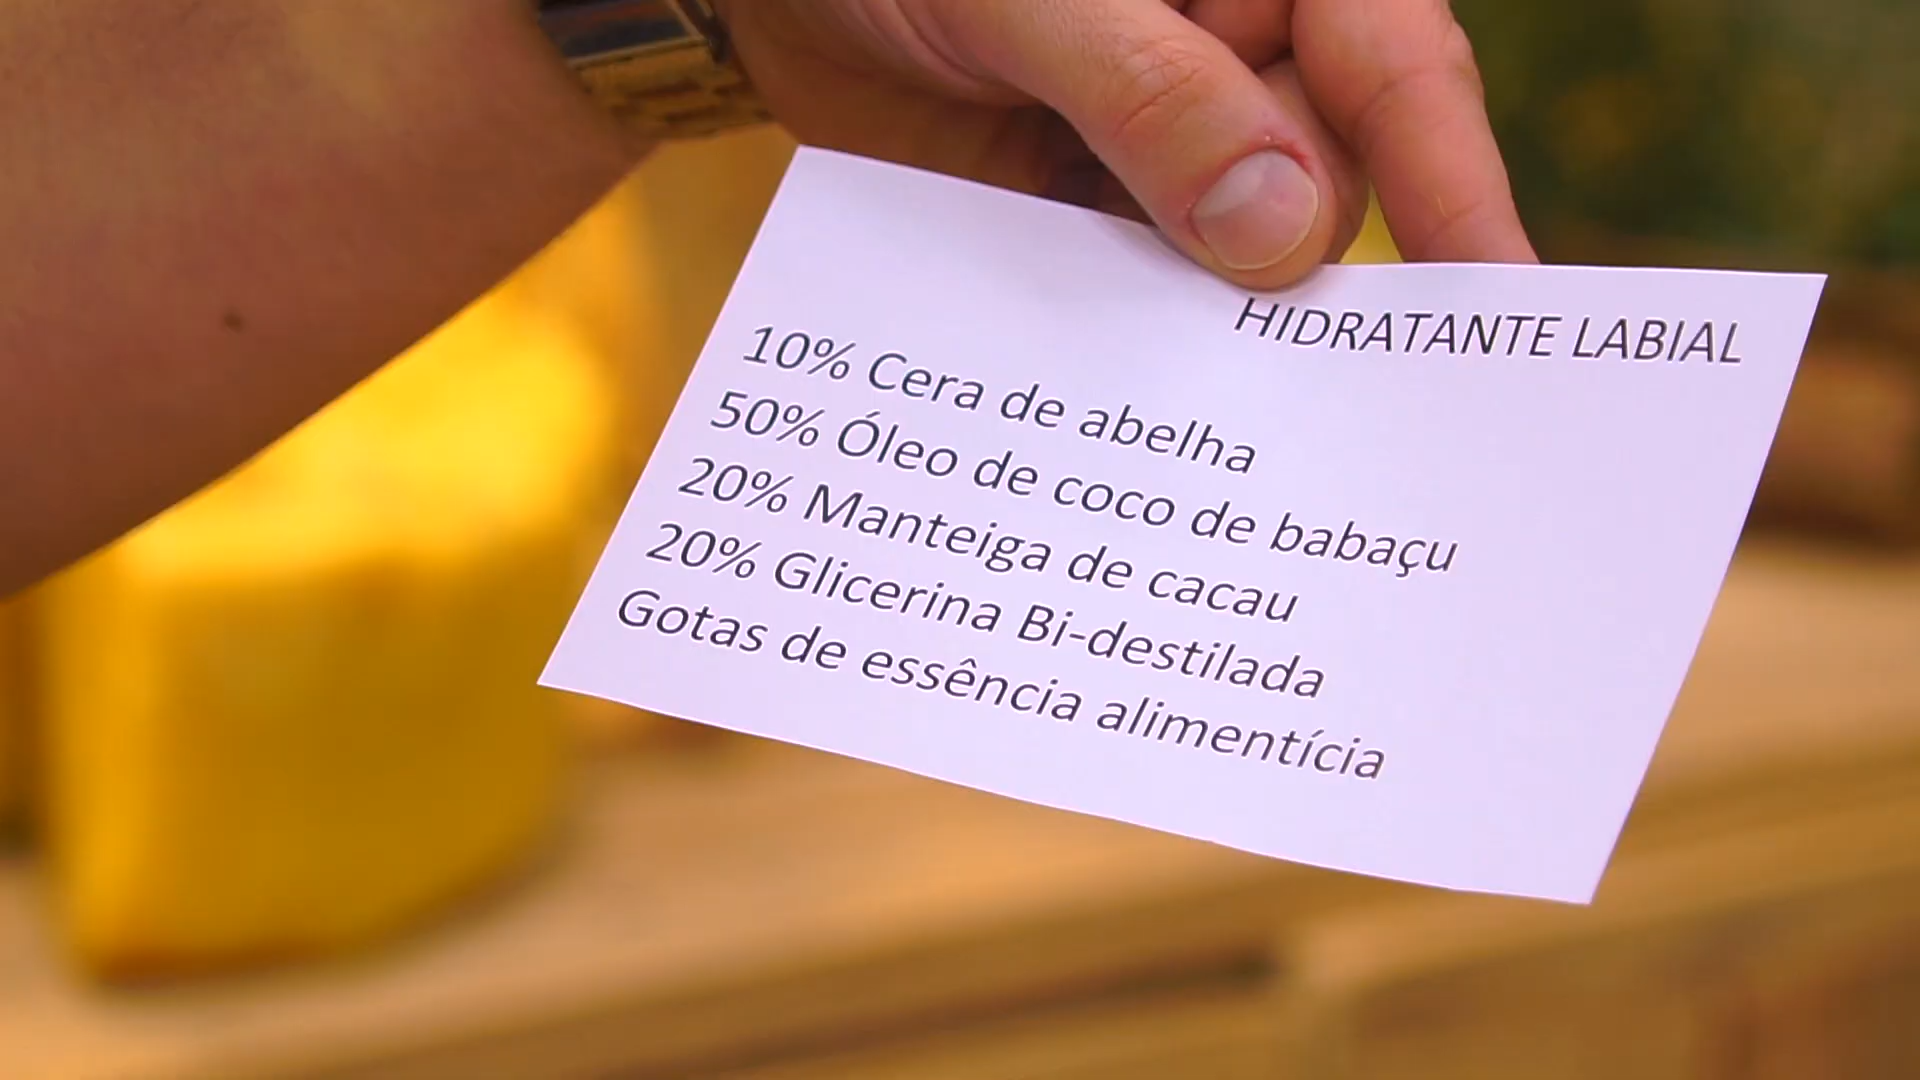 HIDRATANTE LABIAL
10% Cera de abelha
50% Óleo de coco de babaçu
20% Manteiga de cacau
20% Glicerina Bi-destilada
Gotas de essência alimentícia